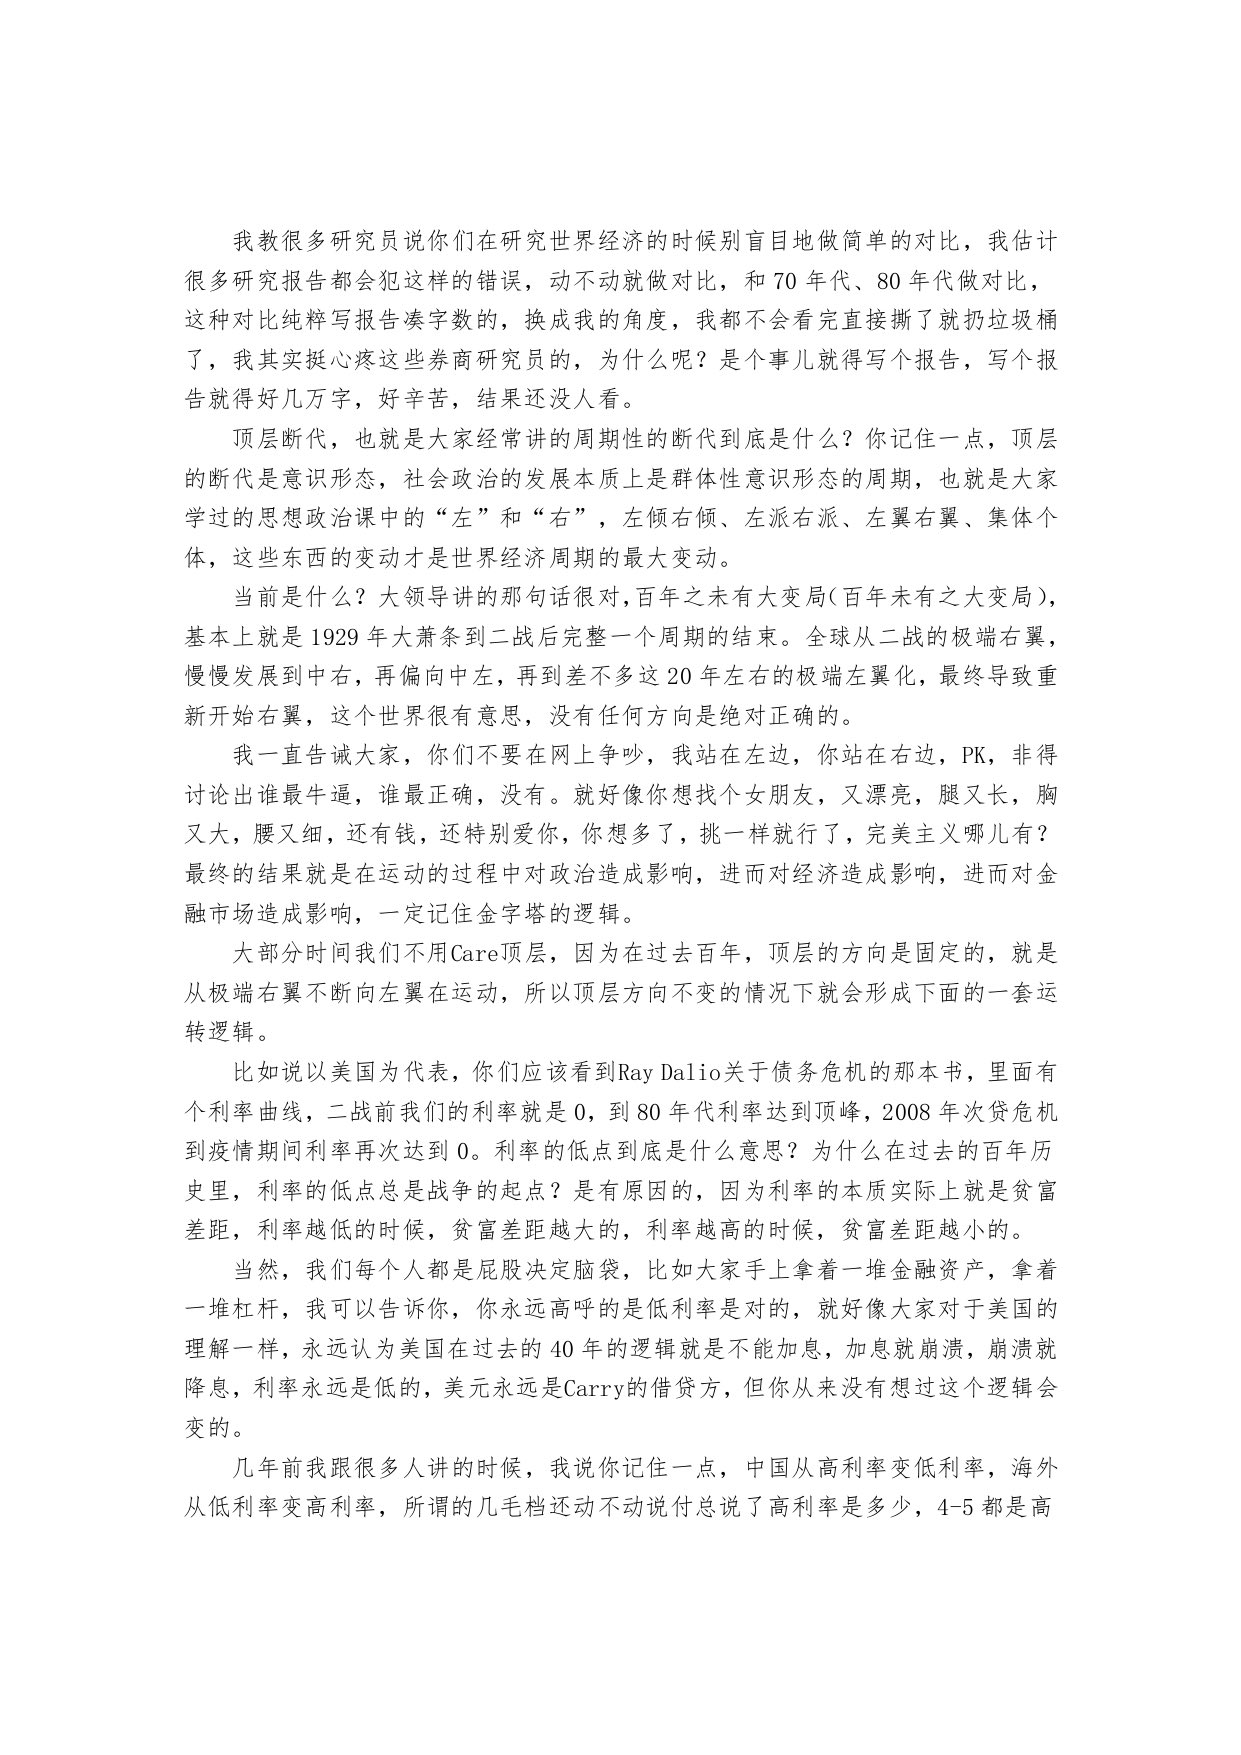 我教很多研究员说你们在研究世界经济的时候别盲目地做简单的对比，我估计
很多研究报告都会犯这样的错误，动不动就做对比，和 70 年代、80 年代做对比，
这种对比纯粹写报告凑字数的，换成我的角度，我都不会看完直接撕了就扔垃圾桶
了，我其实挺心疼这些券商研究员的，为什么呢？是个事儿就得写个报告，写个报
告就得好几万字，好辛苦，结果还没人看。
顶层断代，也就是大家经常讲的周期性的断代到底是什么？你记住一点，顶层
的断代是意识形态，社会政治的发展本质上是群体性意识形态的周期，也就是大家
学过的思想政治课中的“左”和“右”，左倾右倾、左派右派、左翼右翼、集体个
体，这些东西的变动才是世界经济周期的最大变动。
当前是什么？大领导讲的那句话很对，百年之未有大变局（百年未有之大变局），
基本上就是 1929 年大萧条到二战后完整一个周期的结束。全球从二战的极端右翼，
慢慢发展到中右，再偏向中左，再到差不多这 20 年左右的极端左翼化，最终导致重
新开始右翼，这个世界很有意思，没有任何方向是绝对正确的。
我一直告诫大家，你们不要在网上争吵，我站在左边，你站在右边，PK，非得
讨论出谁最牛逼，谁最正确，没有。就好像你想找个女朋友，又漂亮，腿又长，胸
又大，腰又细，还有钱，还特别爱你，你想多了，挑一样就行了，完美主义哪儿有？
最终的结果就是在运动的过程中对政治造成影响，进而对经济造成影响，进而对金
融市场造成影响，一定记住金字塔的逻辑。
大部分时间我们不用Care顶层，因为在过去百年，顶层的方向是固定的，就是
从极端右翼不断向左翼在运动，所以顶层方向不变的情况下就会形成下面的一套运
转逻辑。
比如说以美国为代表，你们应该看到Ray Dalio关于债务危机的那本书，里面有
个利率曲线，二战前我们的利率就是 0，到 80 年代利率达到顶峰，2008 年次贷危机
到疫情期间利率再次达到 0。利率的低点到底是什么意思？为什么在过去的百年历
史里，利率的低点总是战争的起点？是有原因的，因为利率的本质实际上就是贫富
差距，利率越低的时候，贫富差距越大的，利率越高的时候，贫富差距越小的。
当然，我们每个人都是屁股决定脑袋，比如大家手上拿着一堆金融资产，拿着
一堆杠杆，我可以告诉你，你永远高呼的是低利率是对的，就好像大家对于美国的
理解一样，永远认为美国在过去的 40 年的逻辑就是不能加息，加息就崩溃，崩溃就
降息，利率永远是低的，美元永远是Carry的借贷方，但你从来没有想过这个逻辑会
变的。
几年前我跟很多人讲的时候，我说你记住一点，中国从高利率变低利率，海外
从低利率变高利率，所谓的几毛档还动不动说付总说了高利率是多少，4-5 都是高